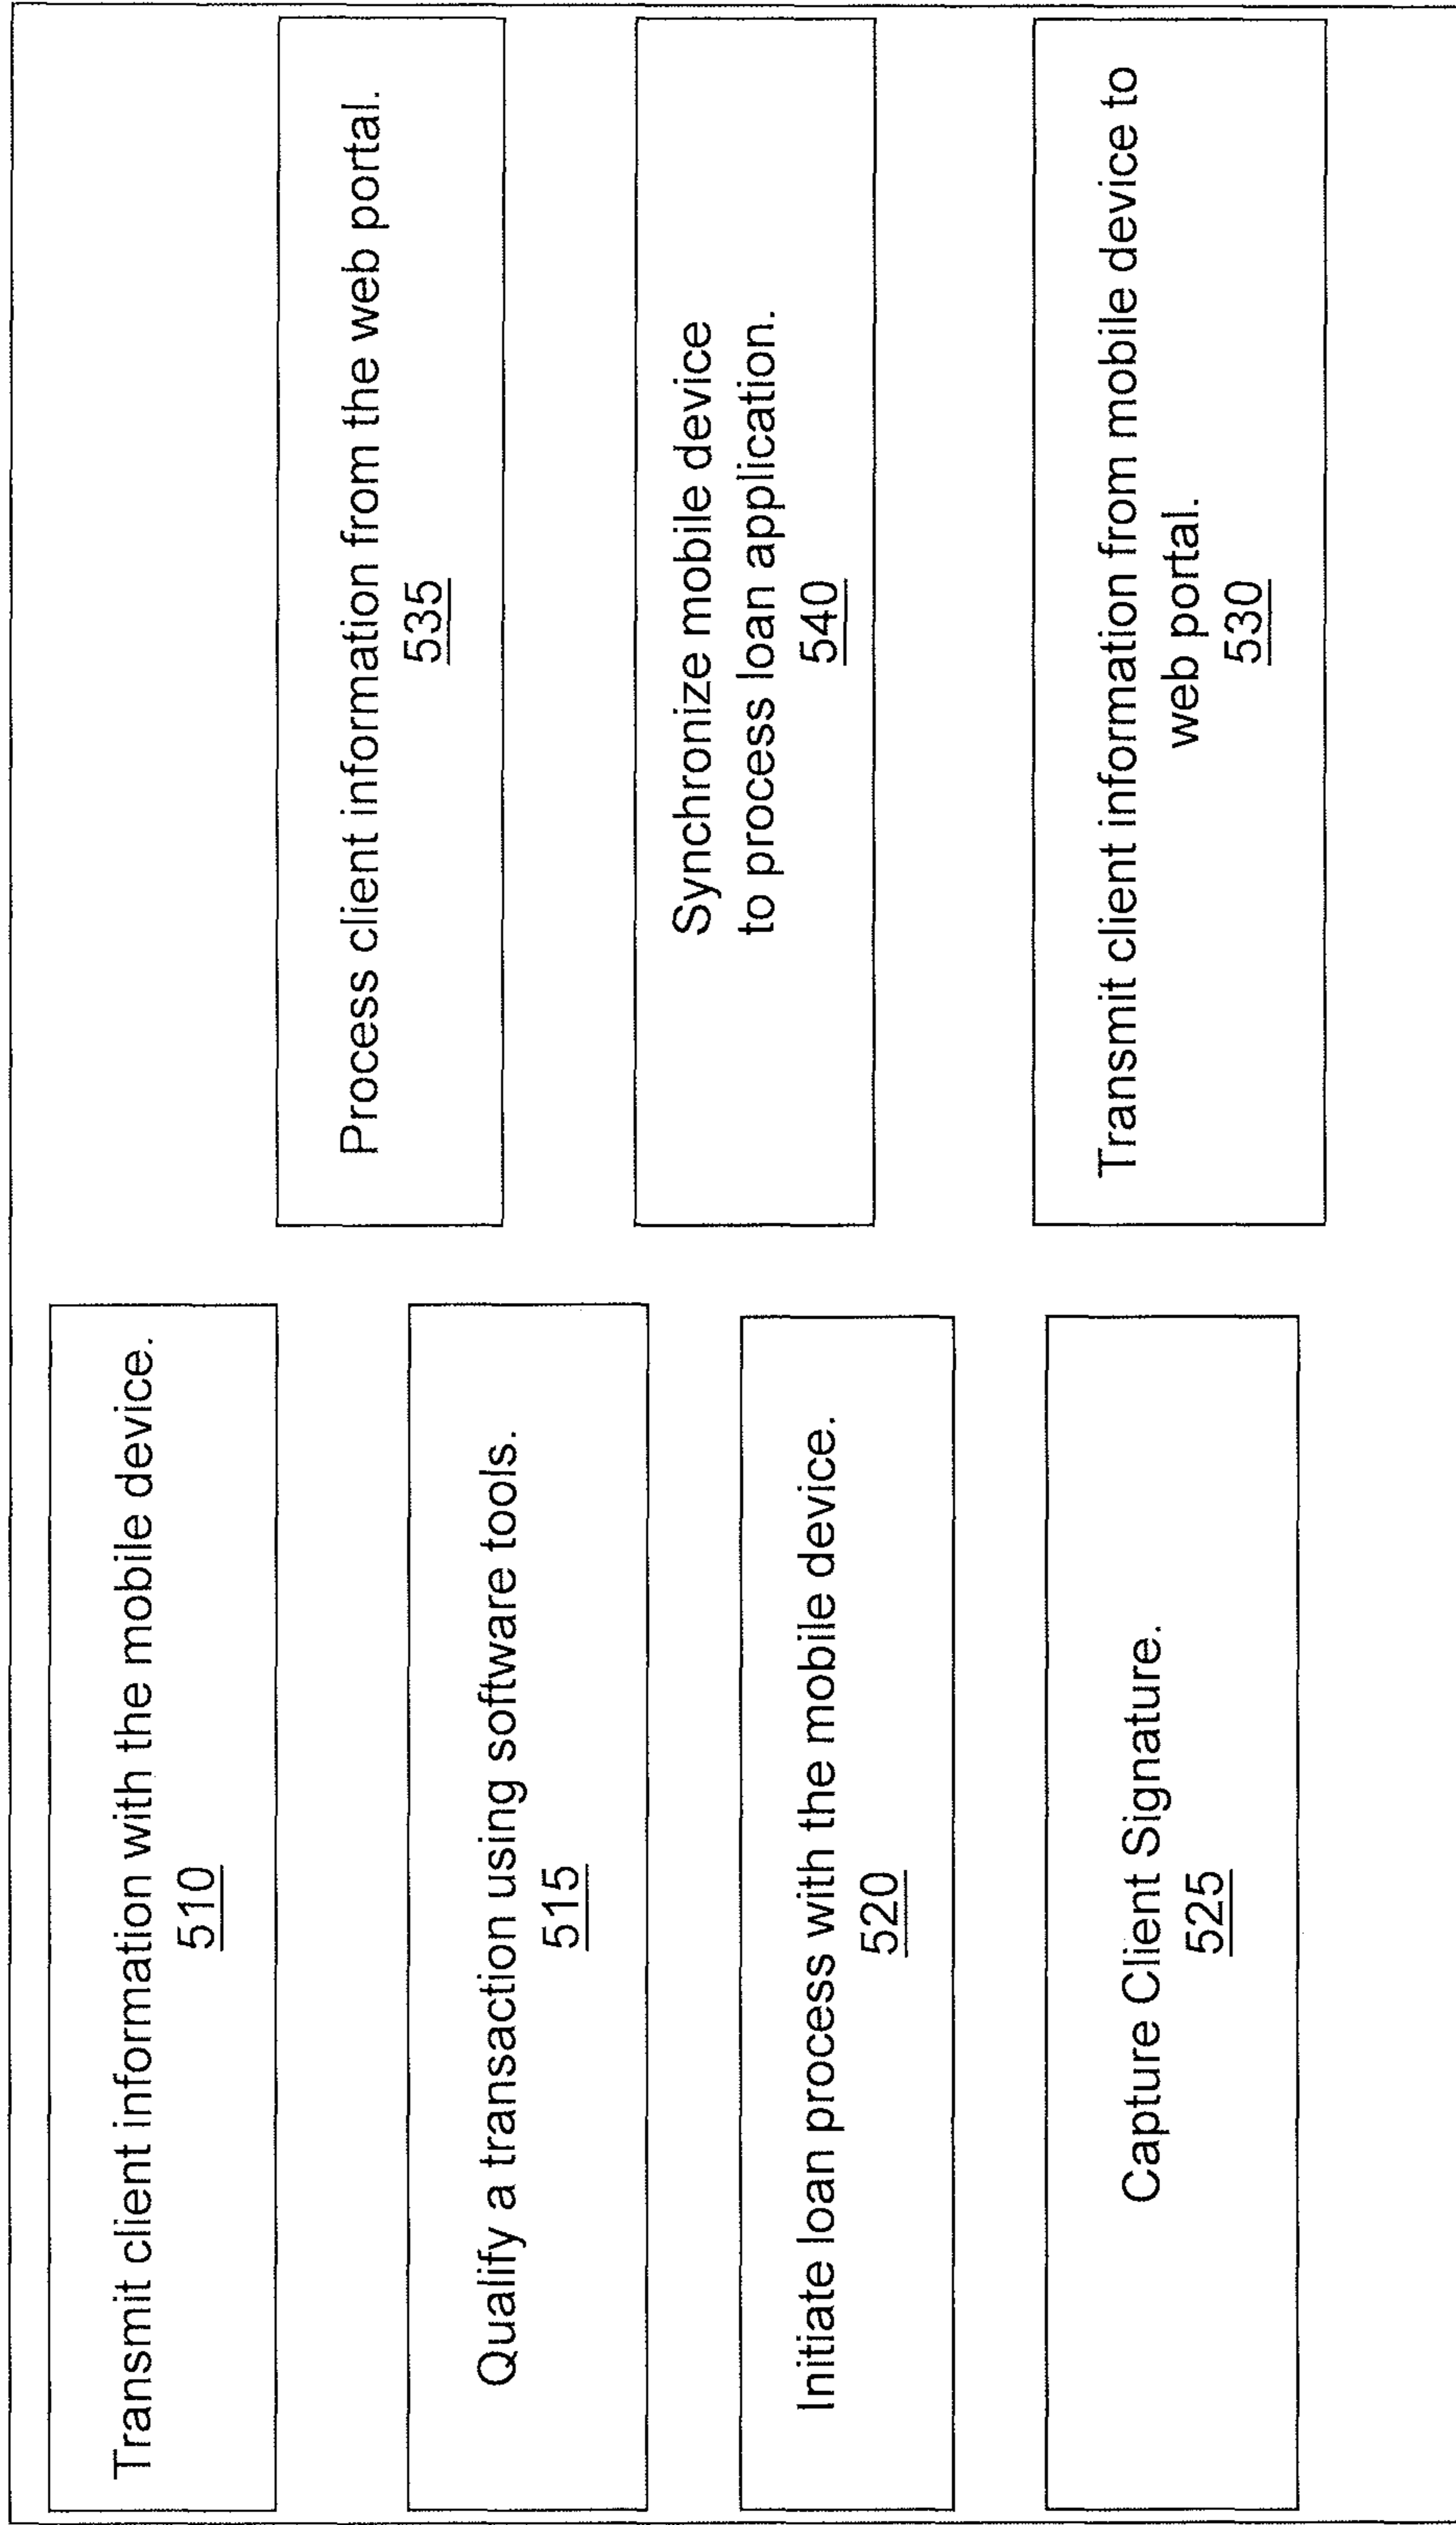 Transmit client information with the mobile device.
510
Qualify a transaction using software tools.
515
Initiate loan process with the mobile device.
520
Capture Client Signature.
525
Process client information from the web portal.
535
Synchronize mobile device
to process loan application.
540
Transmit client information from mobile device to
web portal.
530